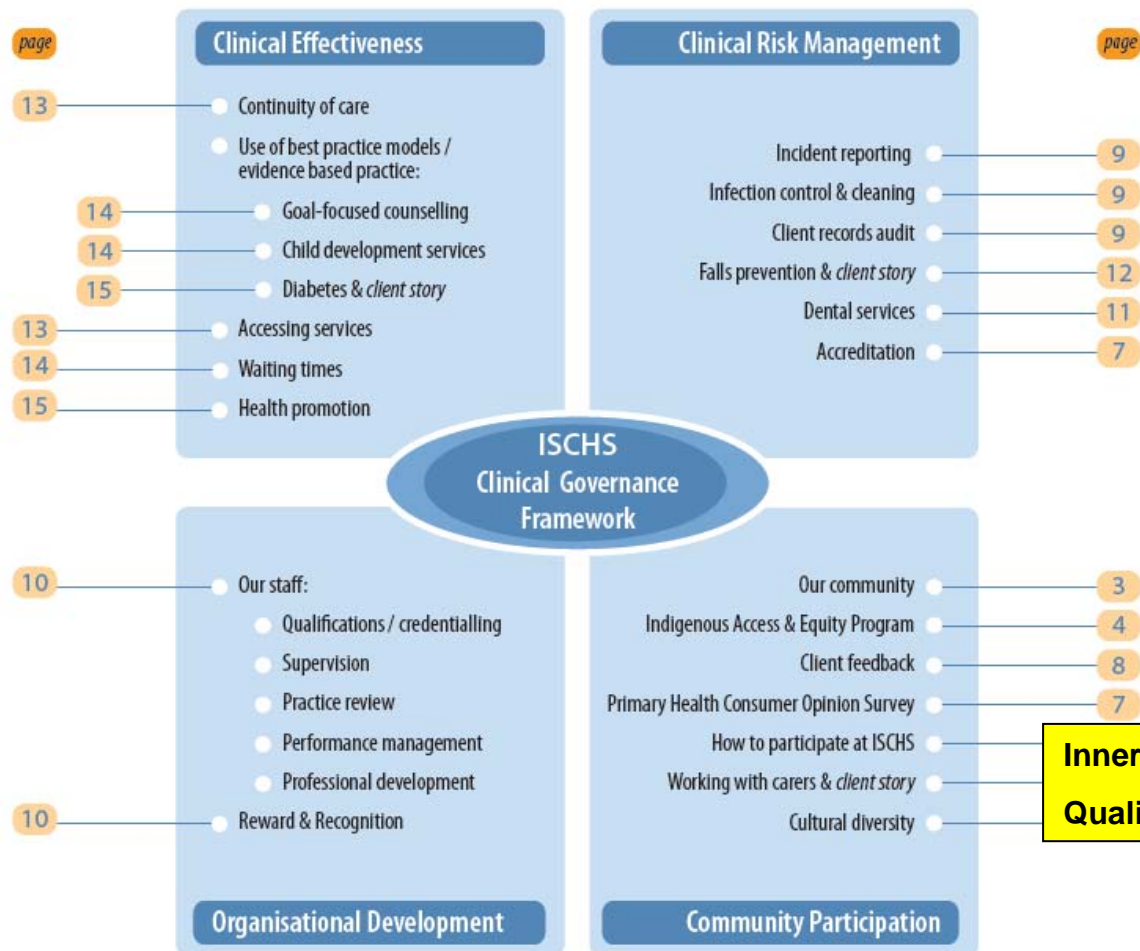 page
Clinical Effectiveness
13
Continuity of care
Use of best practice models /
evidence based practice:
14
Goal-focused counselling
14
Child development services
15
Diabetes & client story
13
Accessing services
14
Waiting times
15
Health promotion
Clinical Risk Management
page
Incident reporting
9
Infection control & cleaning
9
Client records audit
9
Falls prevention & client story
12
Dental services
11
Accreditation
7
ISCHS
Clinical Governance
Framework
10
Our staff:
Qualifications / credentialling
Supervision
Practice review
Performance management
Professional development
10
Reward & Recognition
Organisational Development
Our community
3
Indigenous Access & Equity Program
4
Client feedback
8
Primary Health Consumer Opinion Survey
7
How to participate at ISCHS
Working with carers & client story
Cultural diversity
Inner
Quali
Community Participation